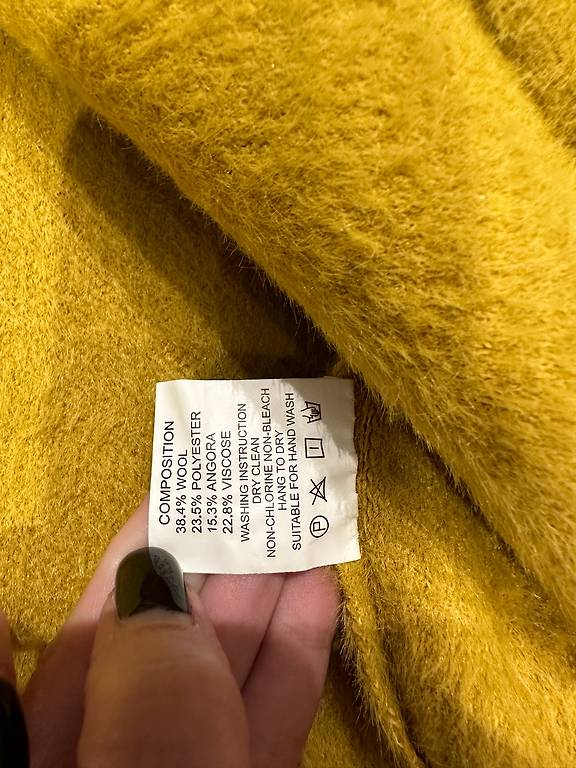 COMPOSITION
38.4% WOOL
23.5% POLYESTER
15.3% ANGORA
22.8% VISCOSE
WASHING INSTRUCTION
DRY CLEAN
NON-CHLORINE NON-BLEACH
HANG TO DRY
SUITABLE FOR HAND WASH
P